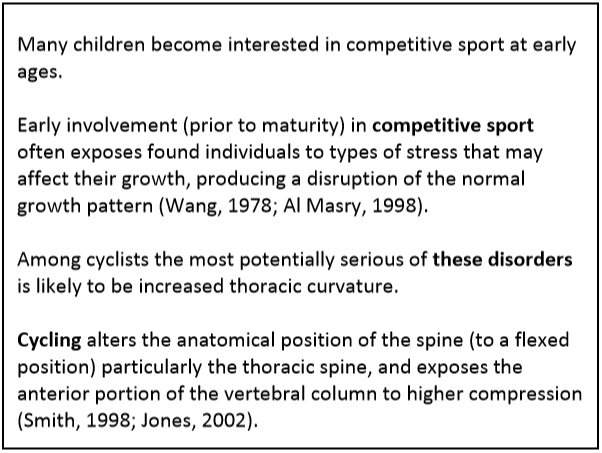 Many children become interested in competitive sport at early
ages.
Early involvement (prior to maturity) in competitive sport
often exposes found individuals to types of stress that may
affect their growth, producing a disruption of the normal
growth pattern (Wang, 1978; Al Masry, 1998).
Among cyclists the most potentially serious of these disorders
is likely to be increased thoracic curvature.
Cycling alters the anatomical position of the spine (to a flexed
position) particularly the thoracic spine, and exposes the
anterior portion of the vertebral column to higher compression
(Smith, 1998; Jones, 2002).